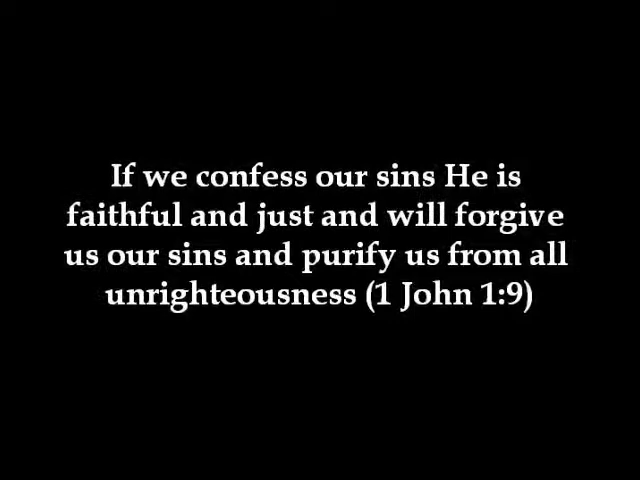 If we confess our sins He is
faithful and just and will forgive
us our sins and purify us from all
unrighteousness (1 John 1:9)